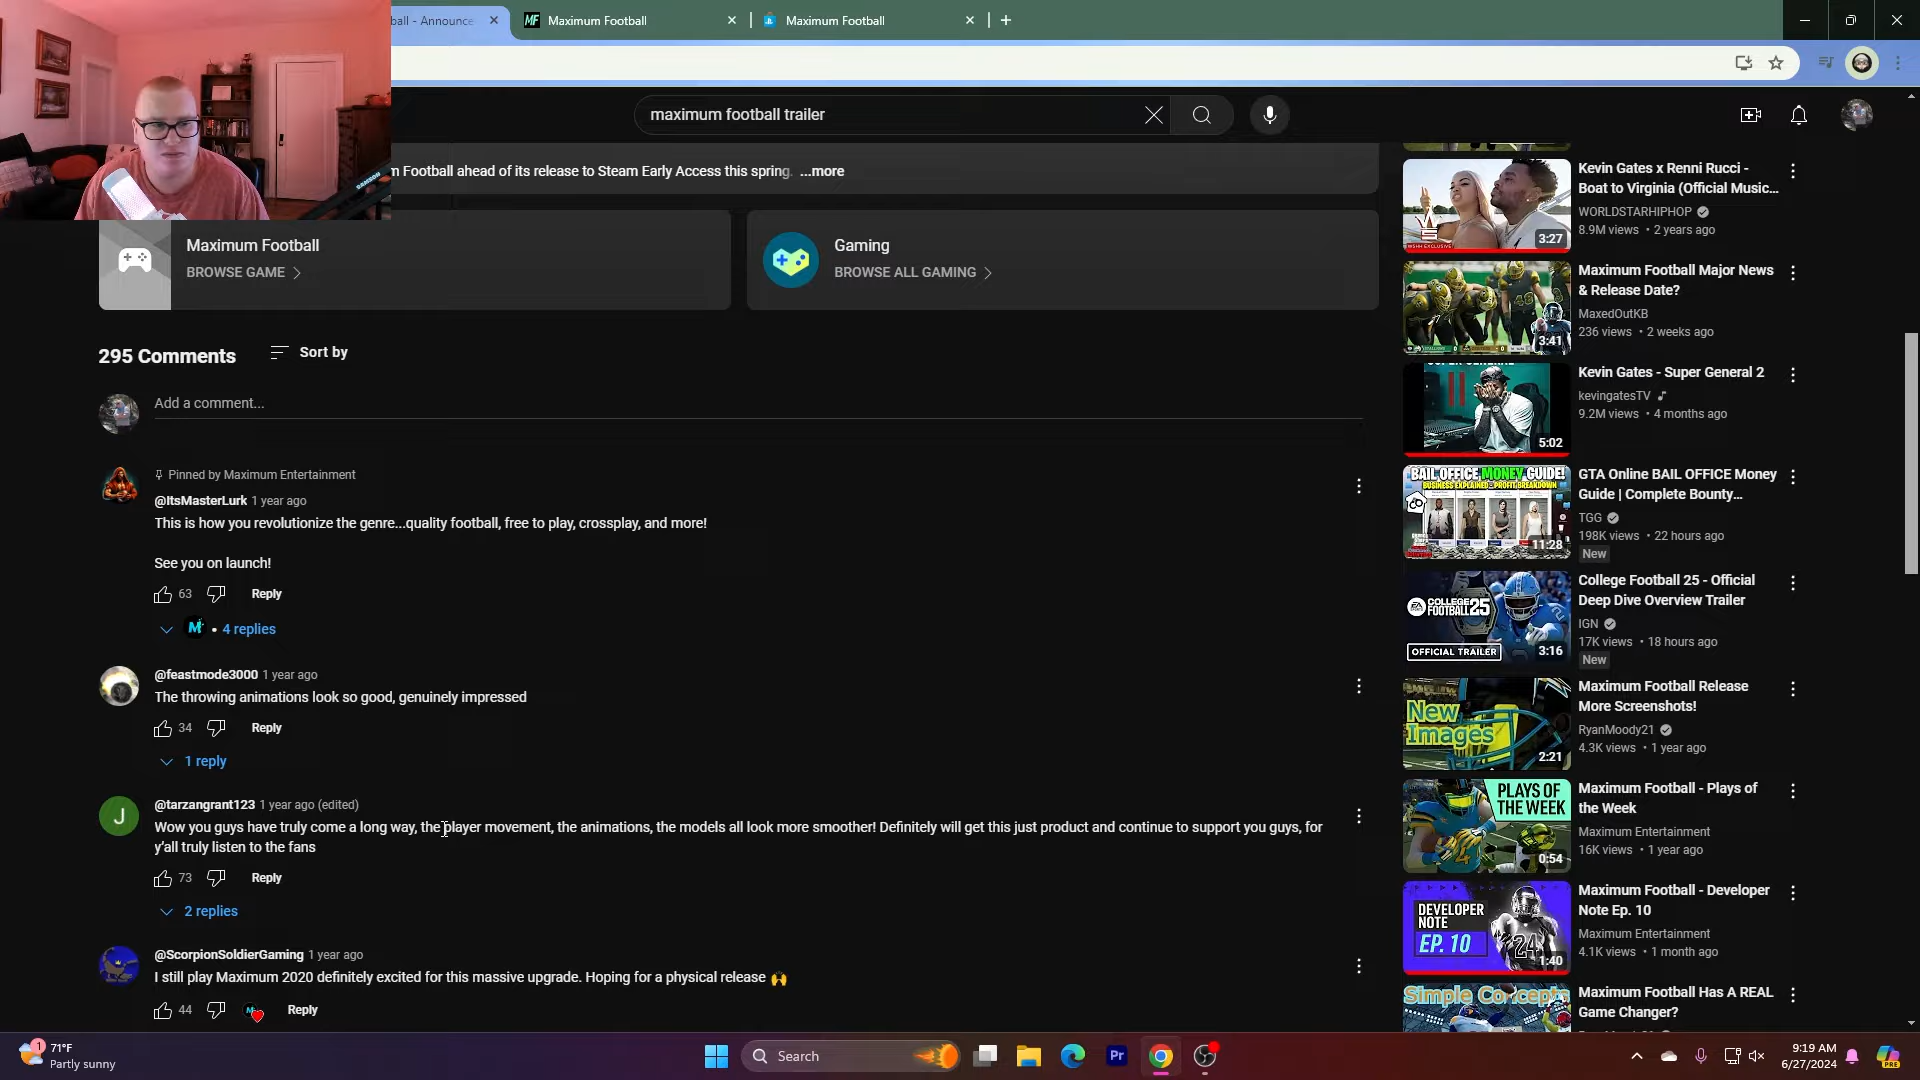 ball - Announce
MF Maximum Football
Maximum Football
maximum football trailer
Football ahead of its release to Steam Early Access this spring. ...more
Maximum Football
BROWSE GAME
Gaming
BROWSE ALL GAMING
295 Comments
Sort by
Add a comment...
Pinned by Maximum Entertainment
@ItsMasterLurk 1 year ago
This is how you revolutionize the genre...quality football, free to play, crossplay, and more!
See you on launch!
63 Reply
M • 4 replies
@feastmode3000 1 year ago
The throwing animations look so good, genuinely impressed
34 Reply
1 reply
J
@tarzangrant123 1 year ago (edited)
Wow you guys have truly come a long way, the player movement, the animations, the models all look more smoother! Definitely will get this just product and continue to support you guys, for
y'all truly listen to the fans
73 Reply
2 replies
@ScorpionSoldierGaming 1 year ago
I still play Maximum 2020 definitely excited for this massive upgrade. Hoping for a physical release 🙌
44 Reply
SAMSON
3:27
Kevin Gates x Renni Rucci -
Boat to Virginia (Official Music...
WORLDSTARHIPHOP
8.9M views • 2 years ago
3:41
Maximum Football Major News
& Release Date?
MaxedOutKB
236 views • 2 weeks ago
5:02
Kevin Gates - Super General 2
kevingatesTV
9.2M views • 4 months ago
BAIL OFFICE MONEY GUIDE!
BUSINESS EXPLAINED - PROFIT BREAKDOWN
11:28
GTA Online BAIL OFFICE Money
Guide | Complete Bounty...
TGG
198K views • 22 hours ago
New
EA SPORTS
COLLEGE
FOOTBALL 25
OFFICIAL TRAILER
3:16
College Football 25 - Official
Deep Dive Overview Trailer
IGN
17K views • 18 hours ago
New
New
Images
2:21
Maximum Football Release
More Screenshots!
RyanMoody21
4.3K views • 1 year ago
PLAYS OF
THE WEEK
0:54
Maximum Football - Plays of
the Week
Maximum Entertainment
16K views • 1 year ago
DEVELOPER
NOTE
EP. 10
24
1:40
Maximum Football - Developer
Note Ep. 10
Maximum Entertainment
4.1K views • 1 month ago
Simple Concepts
Maximum Football Has A REAL
Game Changer?
1
71°F
Partly sunny
Search
Pr
9:19 AM
6/27/2024
PRE